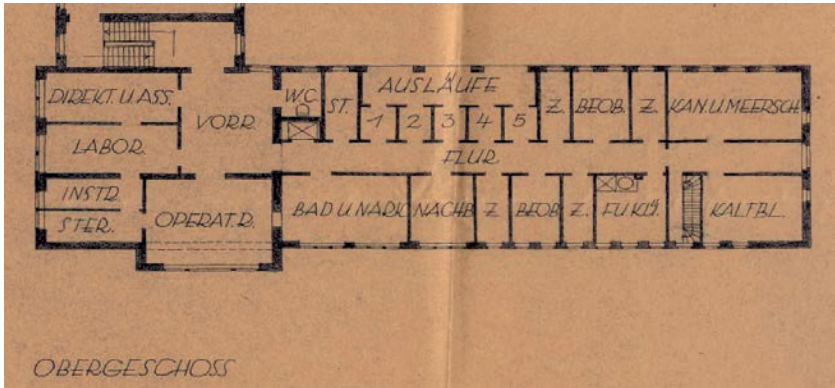 DIREKT. U. ASS.
VORR.
W.C.
ST.
AUSLÄUFE
1 2 3 4 5
Z.
BEOB.
Z.
KAN. U. MEERSCH.
LABOR.
FLUR
INSTR.
STER.
OPERAT. R.
BAD U. NARK.
NACHB.
Z.
BEOB.
Z.
FU. KÜ.
KALTBL.
OBERGESCHOSS